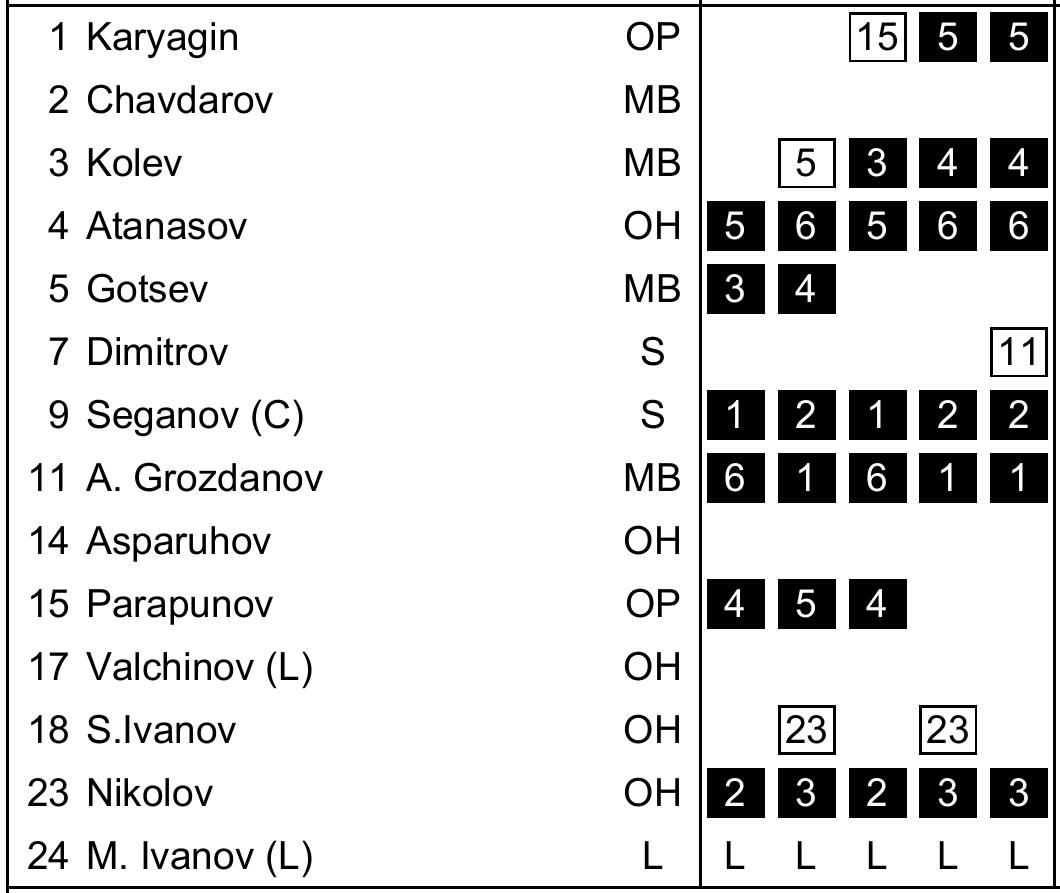 1 Karyagin OP 15 5 5
2 Chavdarov MB
3 Kolev MB 5 3 4 4
4 Atanasov OH 5 6 5 6 6
5 Gotsev MB 3 4
7 Dimitrov S 11
9 Seganov (C) S 1 2 1 2 2
11 A. Grozdanov MB 6 1 6 1 1
14 Asparuhov OH
15 Parapunov OP 4 5 4
17 Valchinov (L) OH
18 S.Ivanov OH 23 23
23 Nikolov OH 2 3 2 3 3
24 M. Ivanov (L) L L L L L L